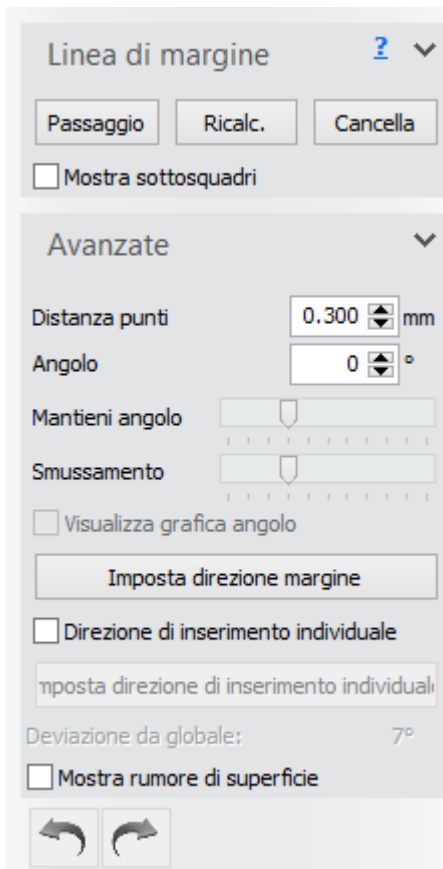 Linea di margine ?
Passaggio Ricalc. Cancella
Mostra sottosquadri
Avanzate
Distanza punti 0.300 mm
Angolo 0 °
Mantieni angolo
Smussamento
Visualizza grafica angolo
Imposta direzione margine
Direzione di inserimento individuale
mposta direzione di inserimento individual
Deviazione da globale: 7°
Mostra rumore di superficie